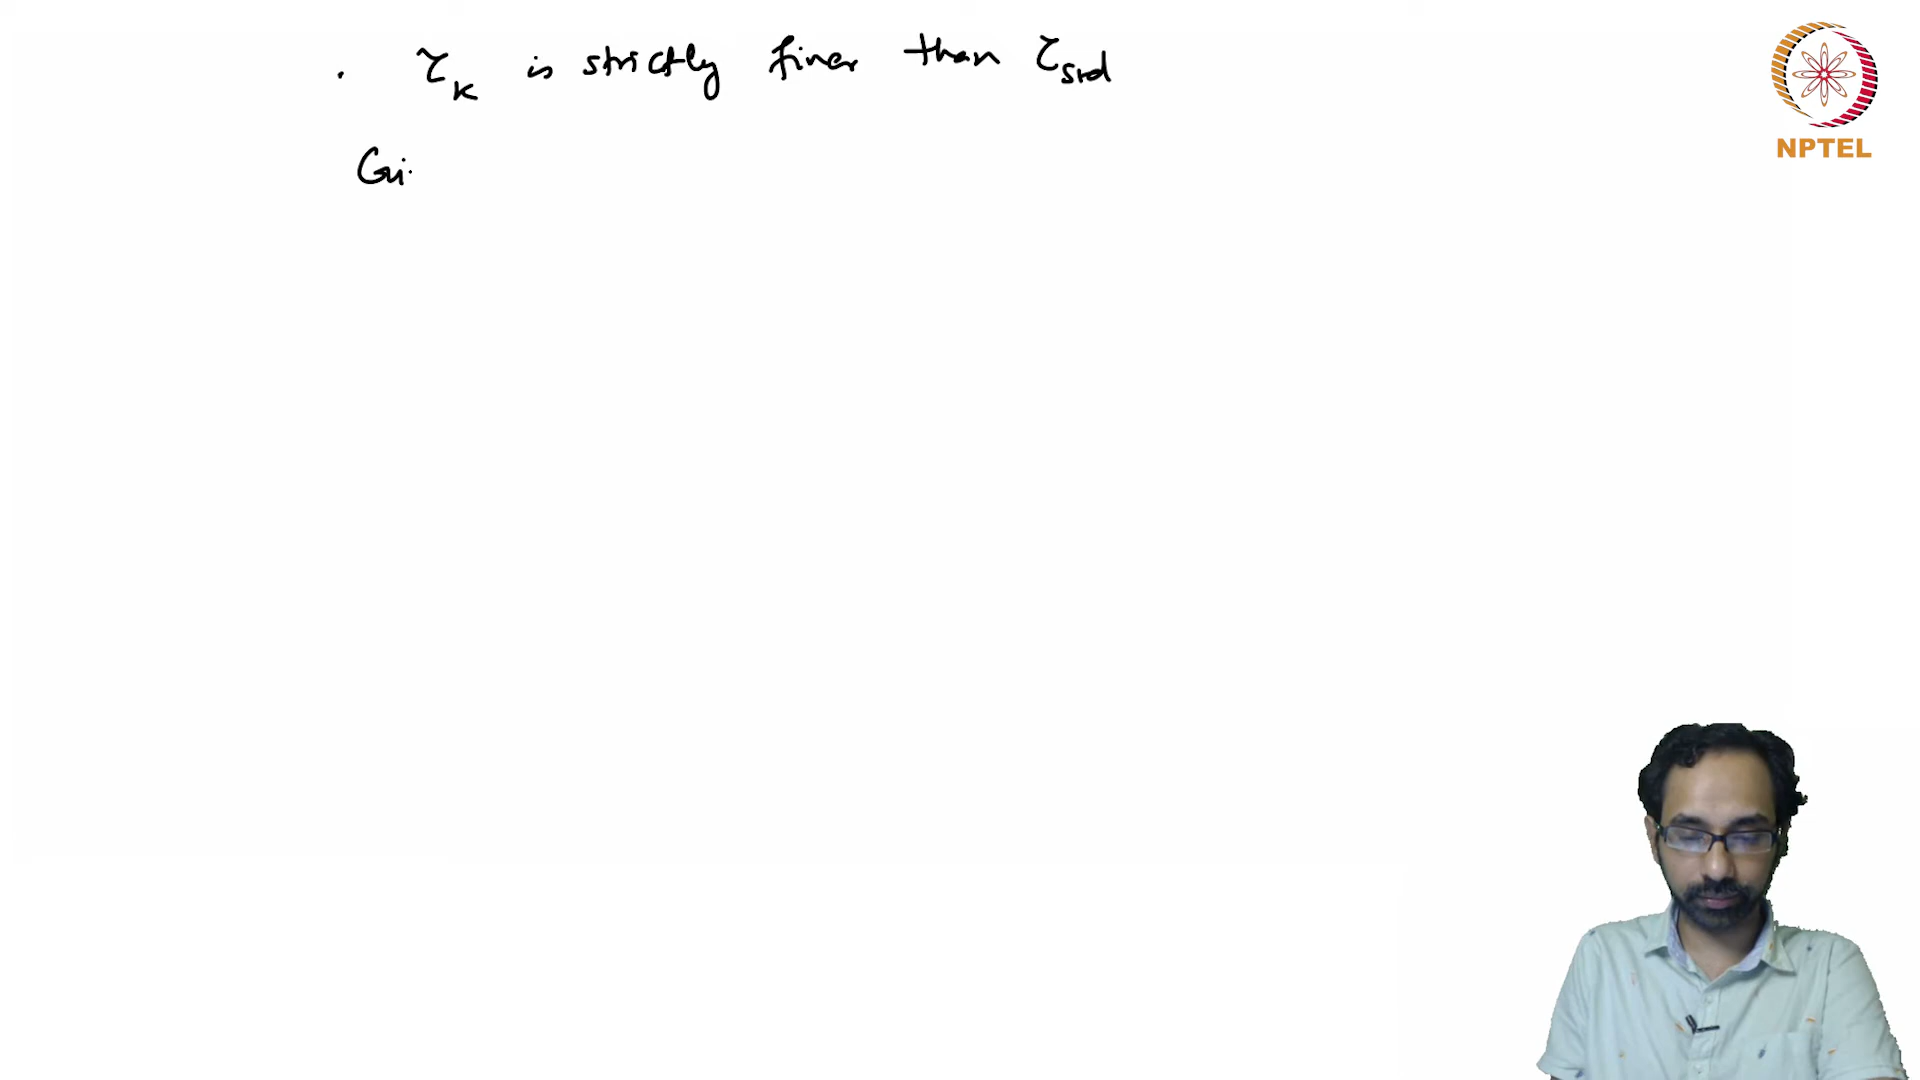 . τ_K is strictly finer than τ_std
Gi
NPTEL